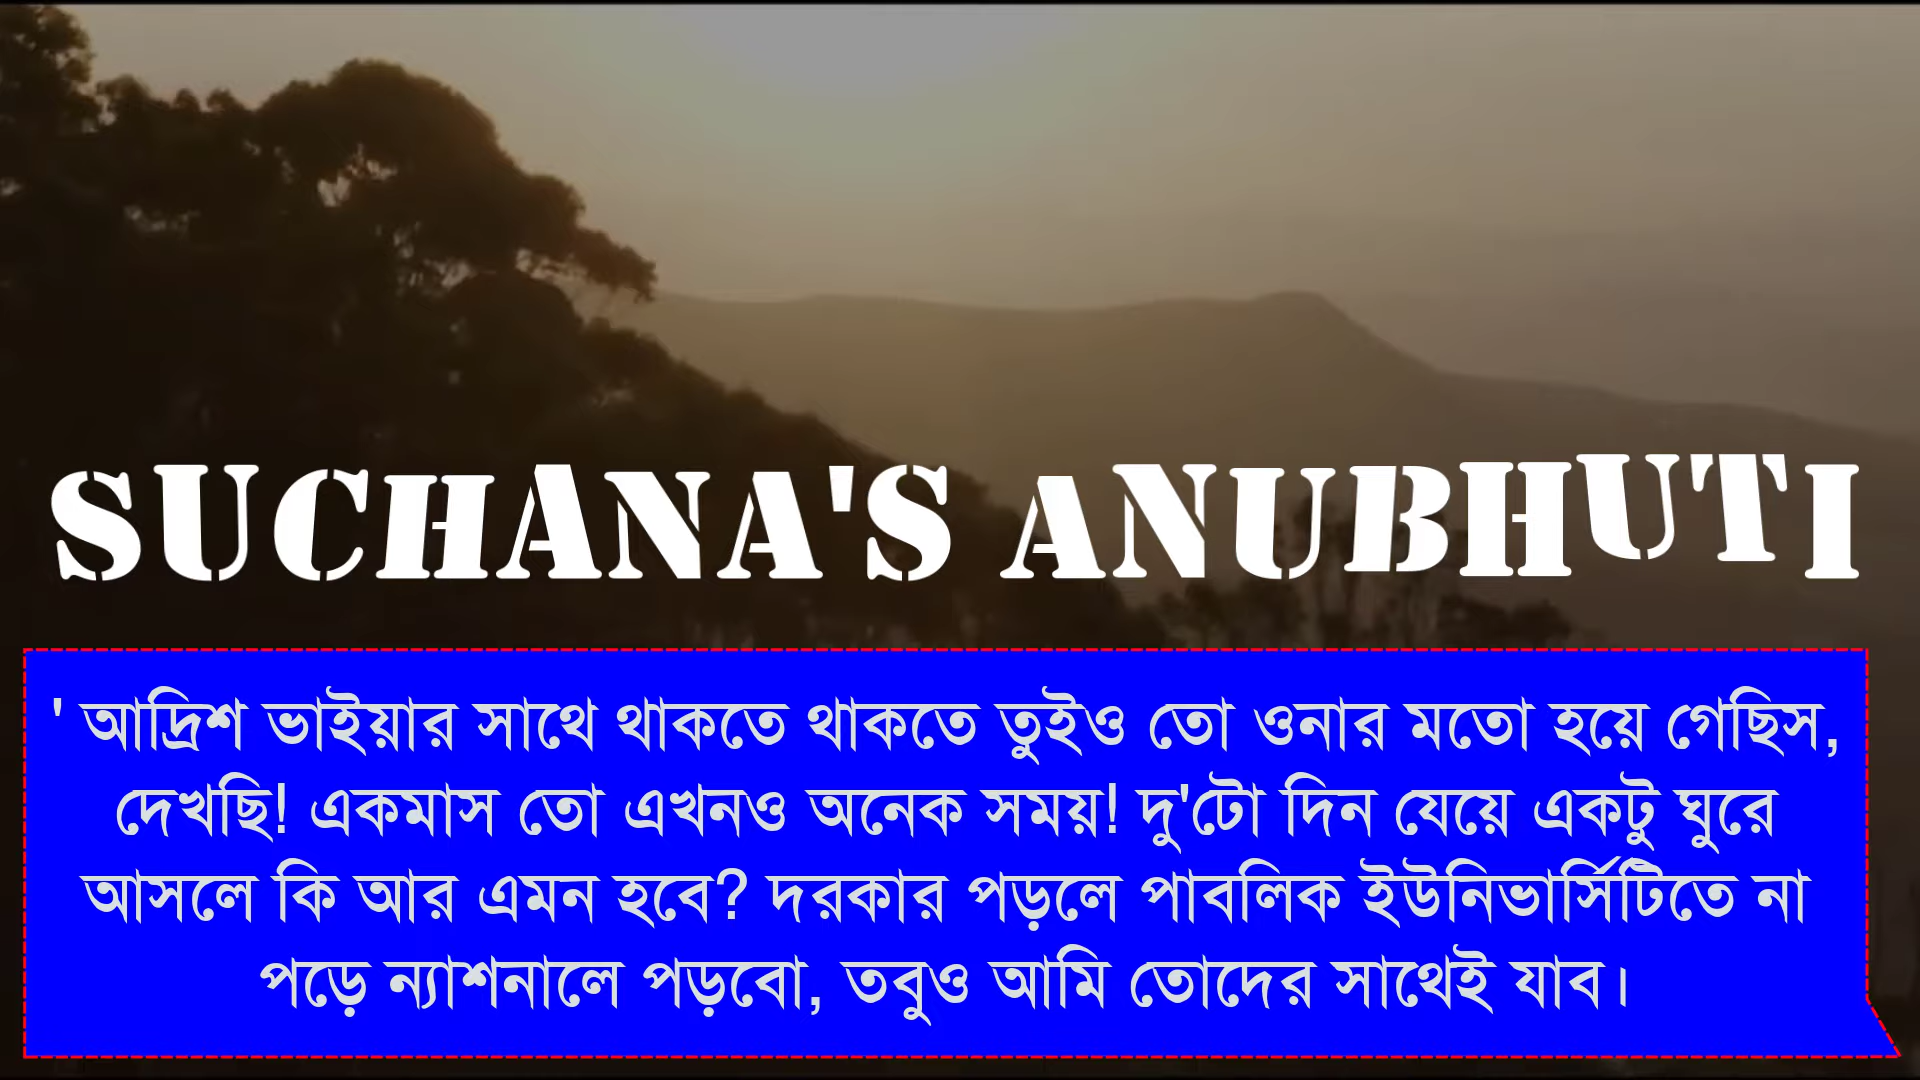 SUCHANA'S ANUBHUTI
' আদ্রিশ ভাইয়ার সাথে থাকতে থাকতে তুইও তো ওনার মতো হয়ে গেছিস,
দেখছি! একমাস তো এখনও অনেক সময়! দু'টো দিন যেয়ে একটু ঘুরে
আসলে কি আর এমন হবে? দরকার পড়লে পাবলিক ইউনিভার্সিটিতে না
পড়ে ন্যাশনালে পড়বো, তবুও আমি তোদের সাথেই যাব।